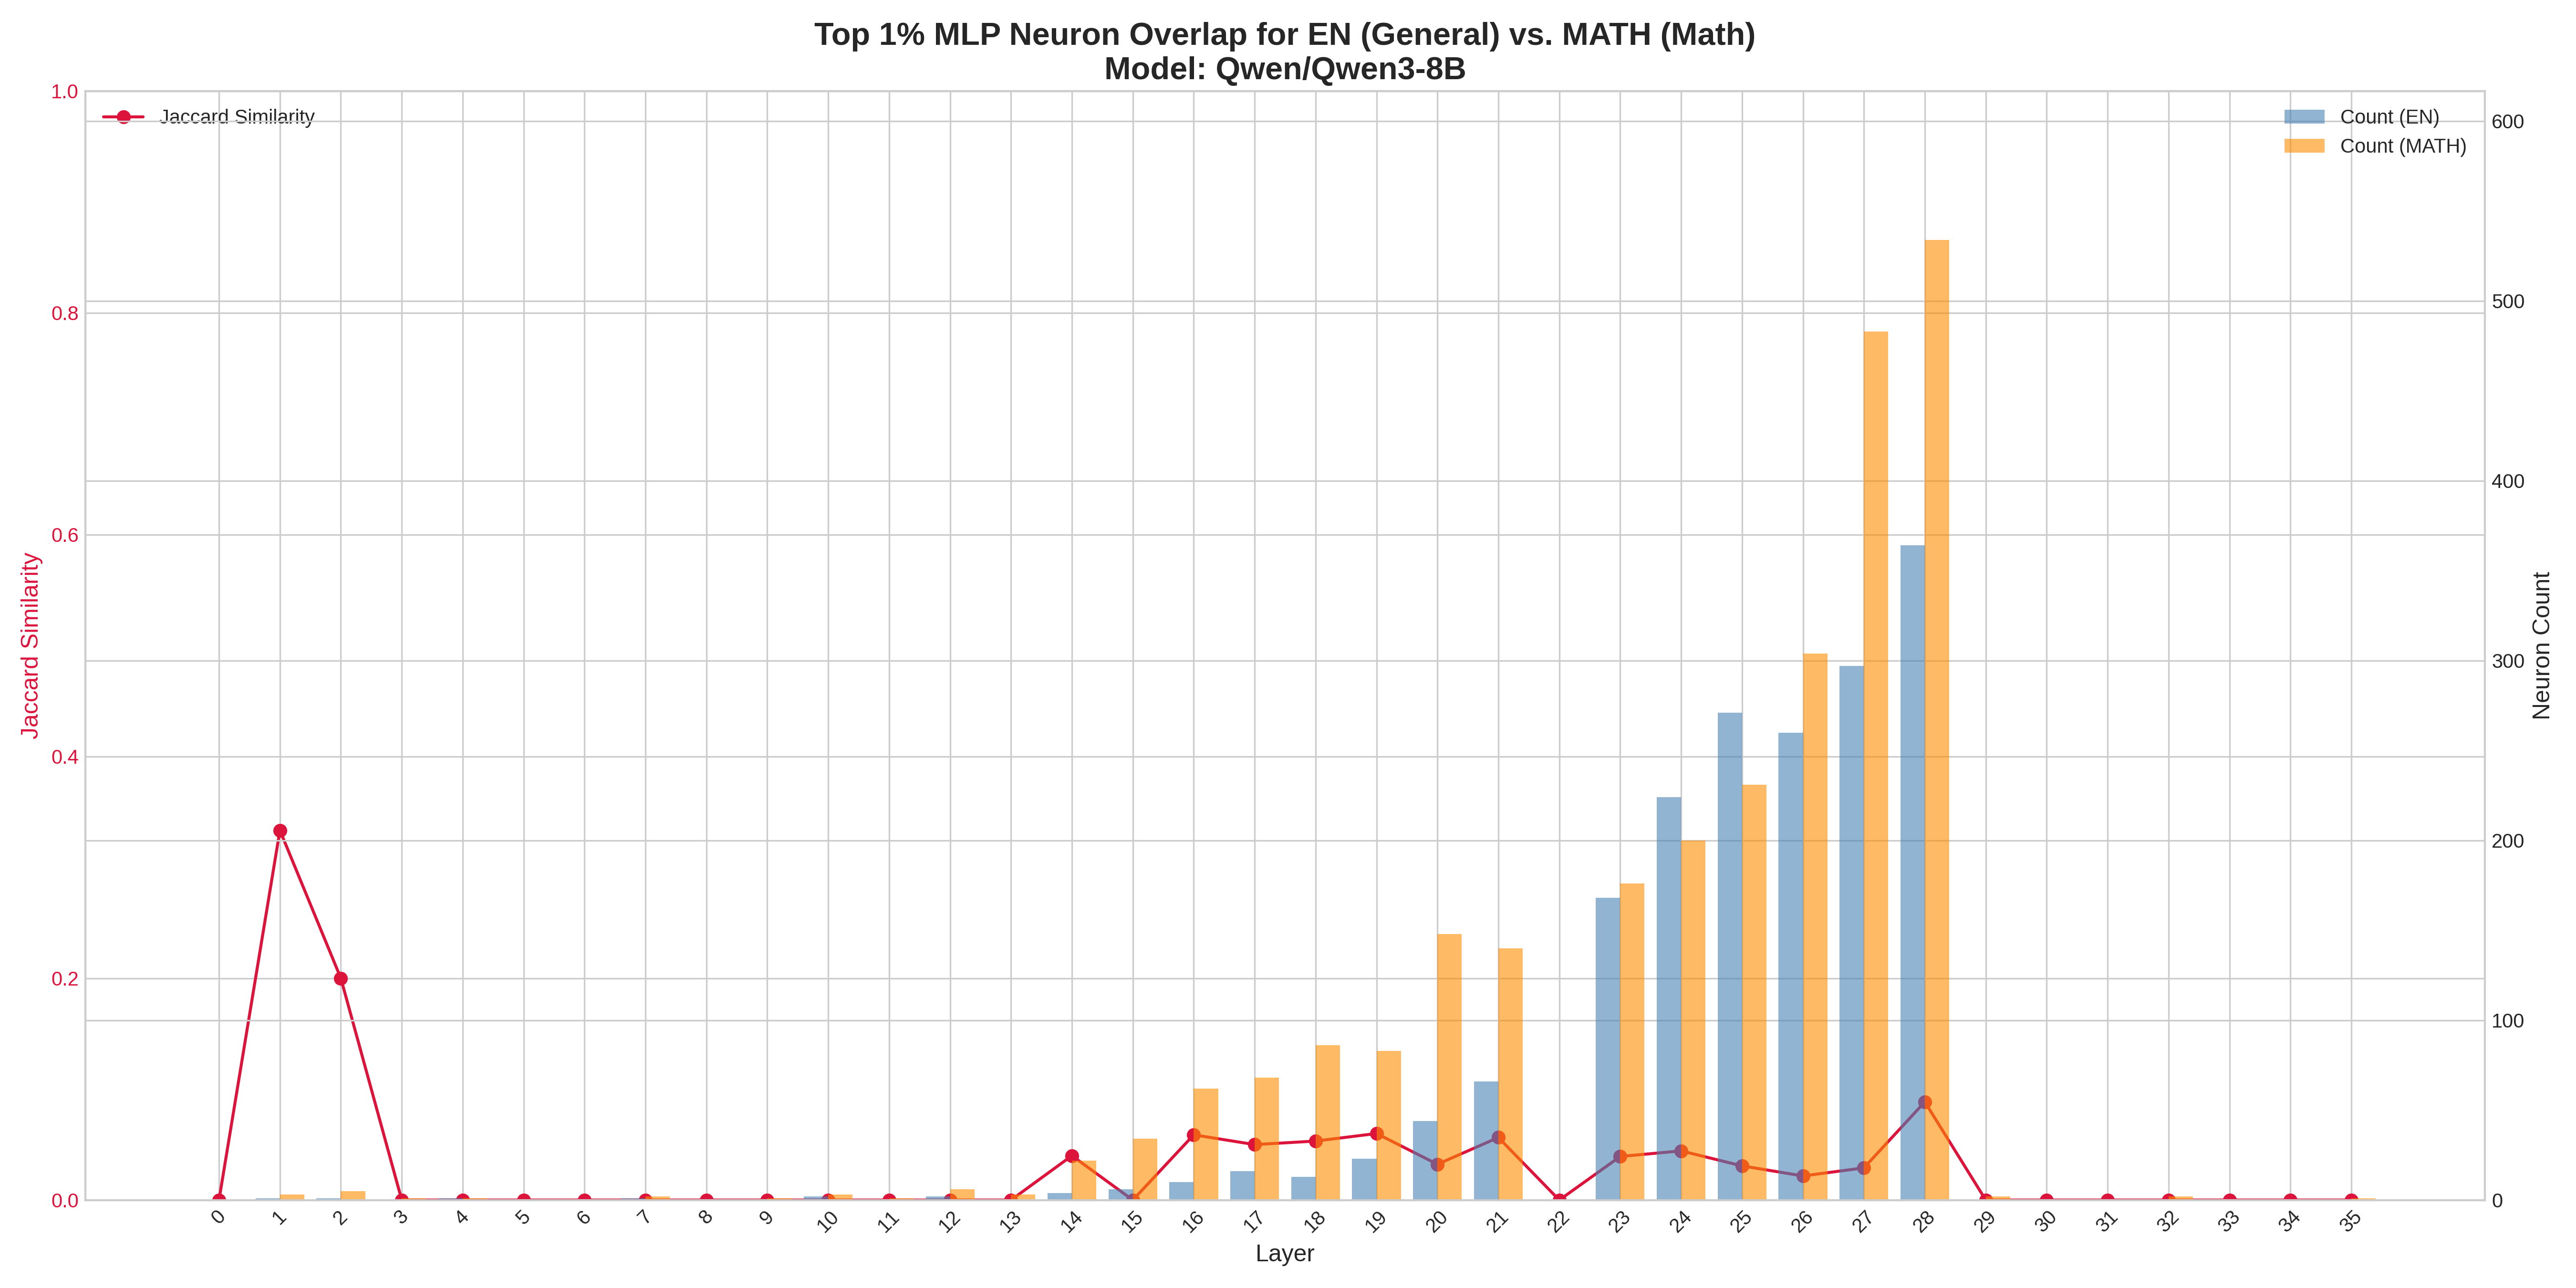 Top 1% MLP Neuron Overlap for EN (General) vs. MATH (Math)
Model: Qwen/Qwen3-8B
Jaccard Similarity
Count (EN)
Count (MATH)
1.0
0.8
0.6
0.4
0.2
0.0
Jaccard Similarity
600
500
400
300
200
100
0
Neuron Count
0 1 2 3 4 5 6 7 8 9 10 11 12 13 14 15 16 17 18 19 20 21 22 23 24 25 26 27 28 29 30 31 32 33 34 35
Layer